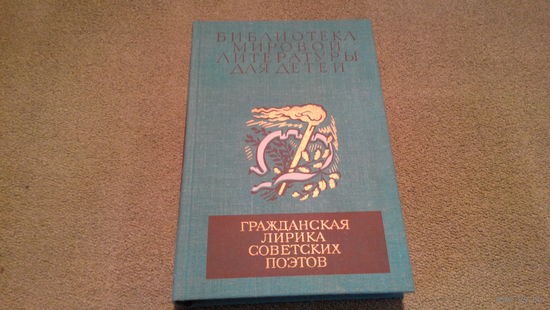 БИБЛИОТЕКА
МИРОВОЙ
ЛИТЕРАТУРЫ
ДЛЯ ДЕТЕЙ
ГРАЖДАНСКАЯ
ЛИРИКА
СОВЕТСКИХ
ПОЭТОВ